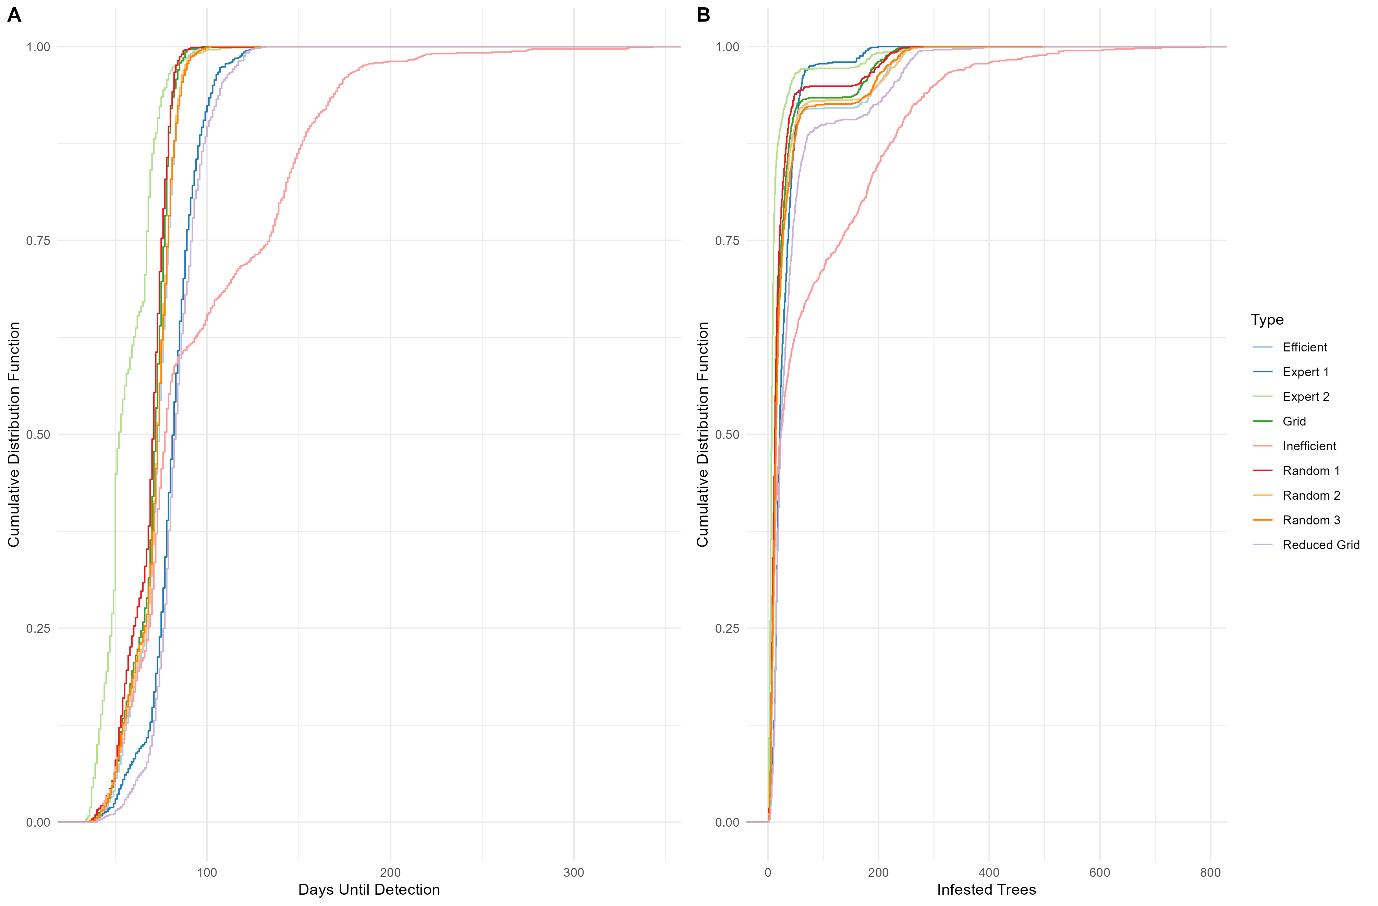 A
Cumulative Distribution Function
1.00
0.75
0.50
0.25
0.00
100
200
300
Days Until Detection
B
Cumulative Distribution Function
1.00
0.75
0.50
0.25
0.00
0
200
400
600
800
Infested Trees
Type
Efficient
Expert 1
Expert 2
Grid
Inefficient
Random 1
Random 2
Random 3
Reduced Grid